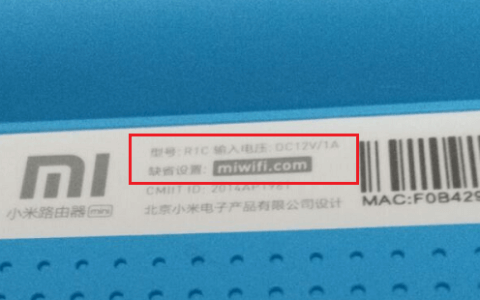 mi
小米路由器 mini
型号: R1C 输入电压: DC12V/1A
缺省设置: miwifi.com
CMIIT ID: 2014AP1981
北京小米电子产品有限公司设计
MAC:F0B429